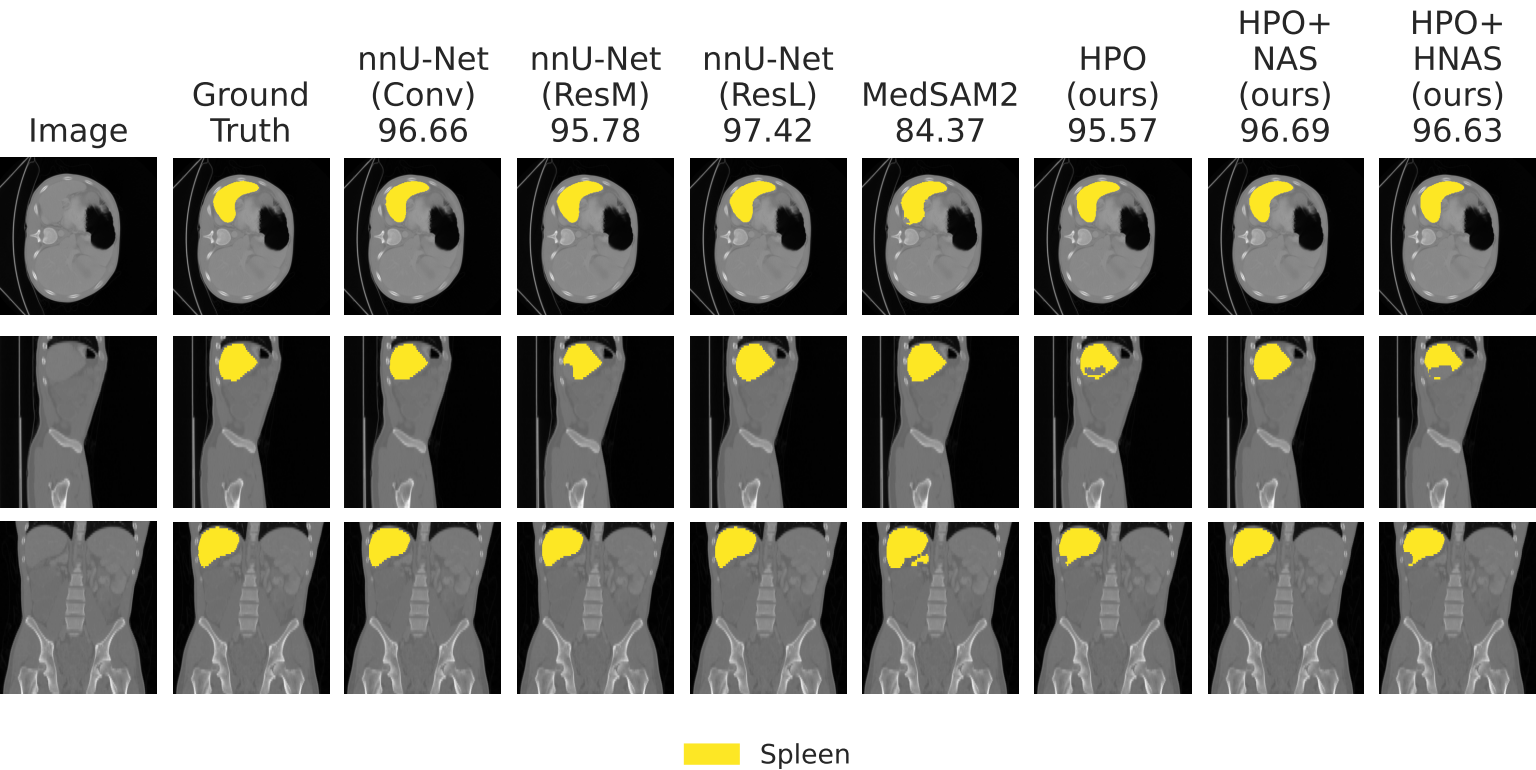 Image
Ground
Truth
nnU-Net
(Conv)
96.66
nnU-Net
(ResM)
95.78
nnU-Net
(ResL)
97.42
MedSAM2
84.37
HPO
(ours)
95.57
HPO+
NAS
(ours)
96.69
HPO+
HNAS
(ours)
96.63
Spleen